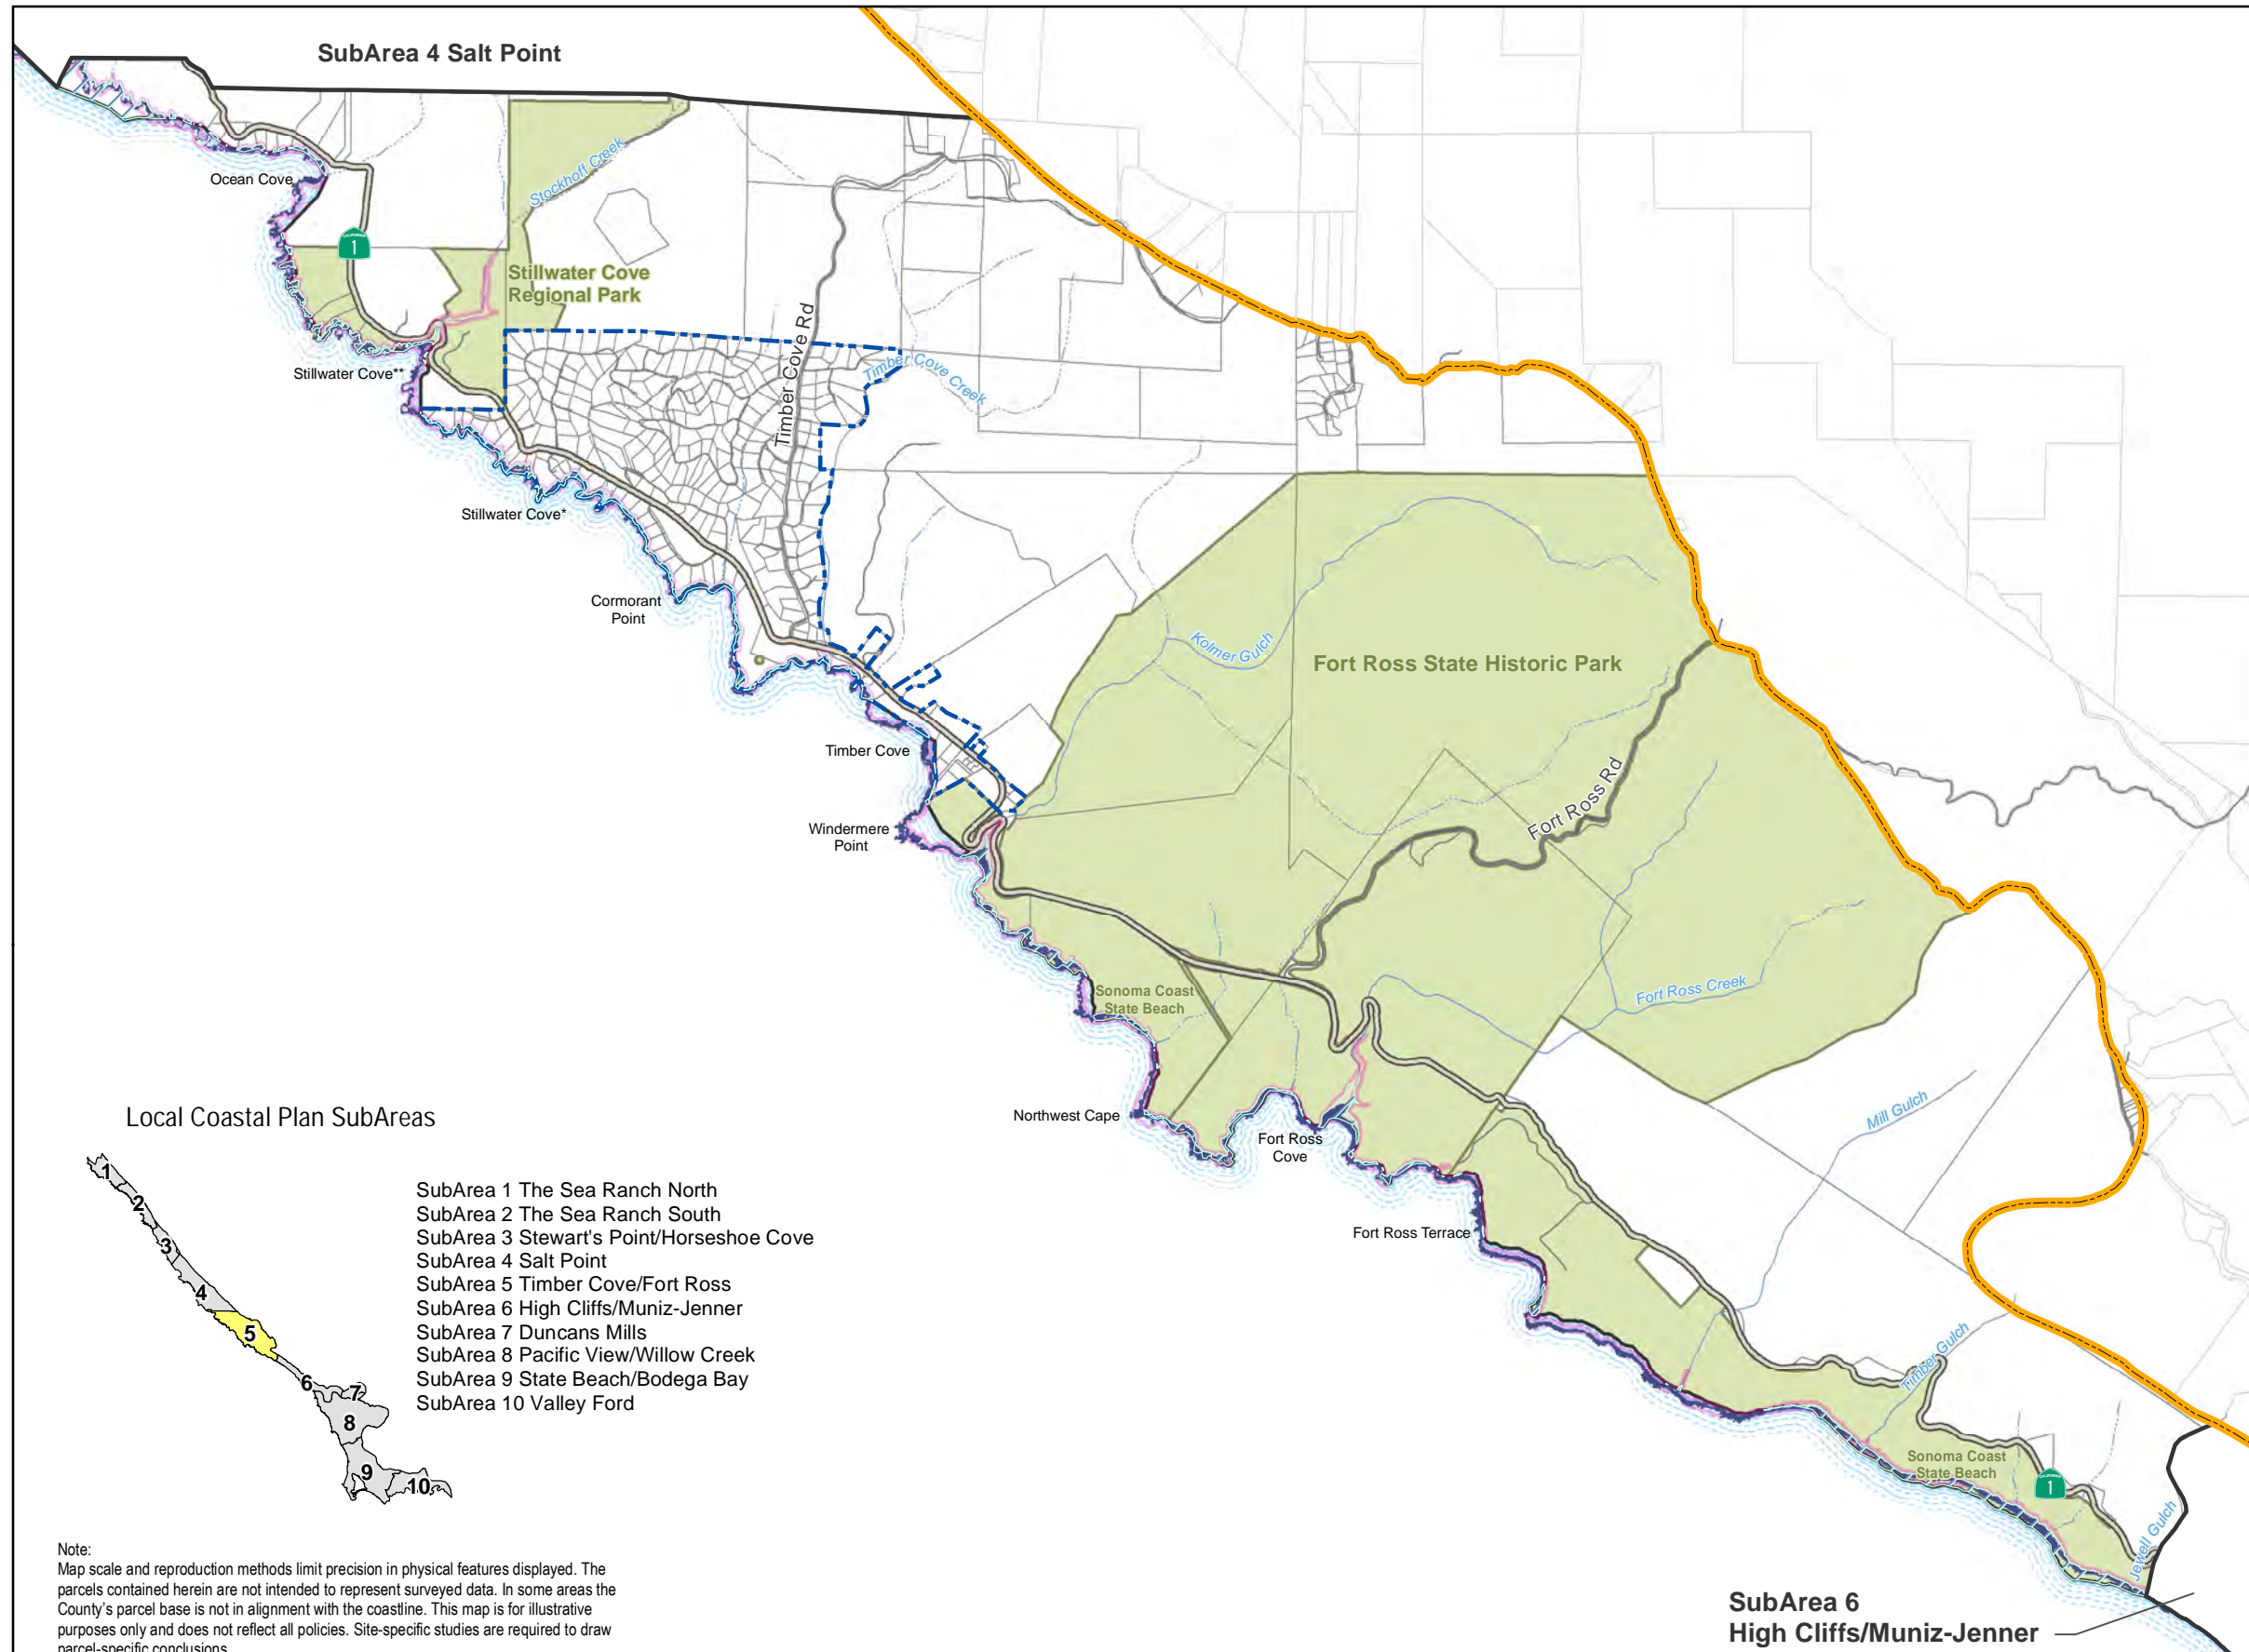 SubArea 4 Salt Point
Ocean Cove
Stockhoff Creek
CALIFORNIA
1
Stillwater Cove
Regional Park
Stillwater Cove**
Timber Cove Rd
Timber Cove Creek
Stillwater Cove*
Cormorant
Point
Kolmer Gulch
Fort Ross State Historic Park
Timber Cove
Windermere
Point
Fort Ross Rd
Sonoma Coast
State Beach
Fort Ross Creek
Northwest Cape
Fort Ross
Cove
Mill Gulch
Fort Ross Terrace
Timber Gulch
Sonoma Coast
State Beach
CALIFORNIA
1
Jewell Gulch
SubArea 6
High Cliffs/Muniz-Jenner
Local Coastal Plan SubAreas
1
2
3
4
5
6
7
8
9
10
SubArea 1 The Sea Ranch North
SubArea 2 The Sea Ranch South
SubArea 3 Stewart's Point/Horseshoe Cove
SubArea 4 Salt Point
SubArea 5 Timber Cove/Fort Ross
SubArea 6 High Cliffs/Muniz-Jenner
SubArea 7 Duncans Mills
SubArea 8 Pacific View/Willow Creek
SubArea 9 State Beach/Bodega Bay
SubArea 10 Valley Ford
Note:
Map scale and reproduction methods limit precision in physical features displayed. The
parcels contained herein are not intended to represent surveyed data. In some areas the
County's parcel base is not in alignment with the coastline. This map is for illustrative
purposes only and does not reflect all policies. Site-specific studies are required to draw
parcel-specific conclusions.